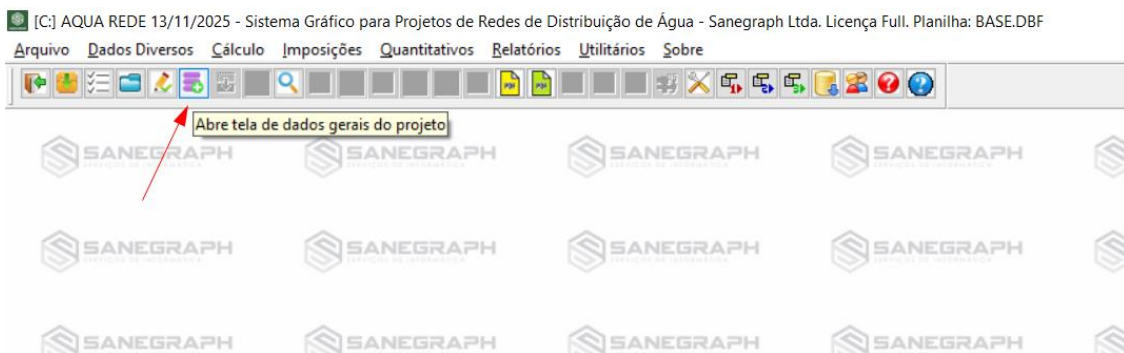 [C:] AQUA REDE 13/11/2025 - Sistema Gráfico para Projetos de Redes de Distribuição de Água - Sanegraph Ltda. Licença Full. Planilha: BASE.DBF
Arquivo Dados Diversos Cálculo Imposições Quantitativos Relatórios Utilitários Sobre
PDF PDF
Abre tela de dados gerais do projeto
SANEGRAPH SANEGRAPH SANEGRAPH SANEGRAPH
SANEGRAPH SANEGRAPH SANEGRAPH SANEGRAPH
SANEGRAPH SANEGRAPH SANEGRAPH SANEGRAPH